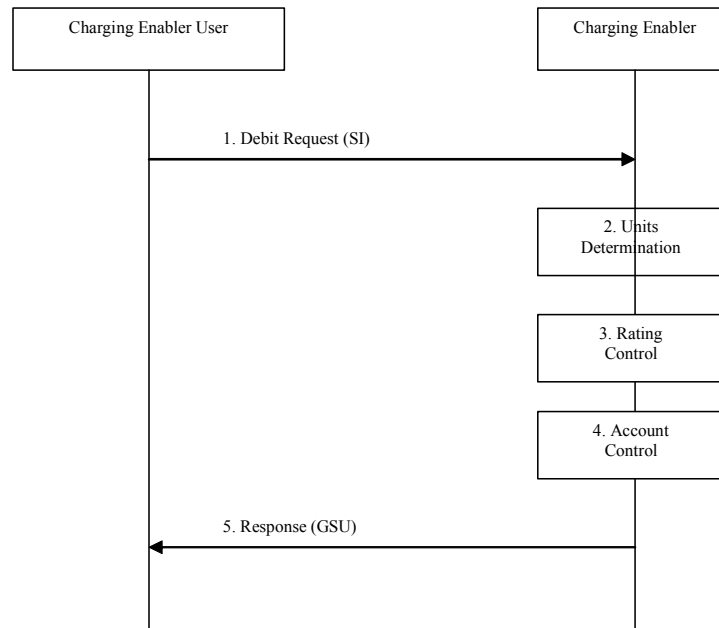 Charging Enabler User
Charging Enabler
1. Debit Request (SI)
2. Units
Determination
3. Rating
Control
4. Account
Control
5. Response (GSU)